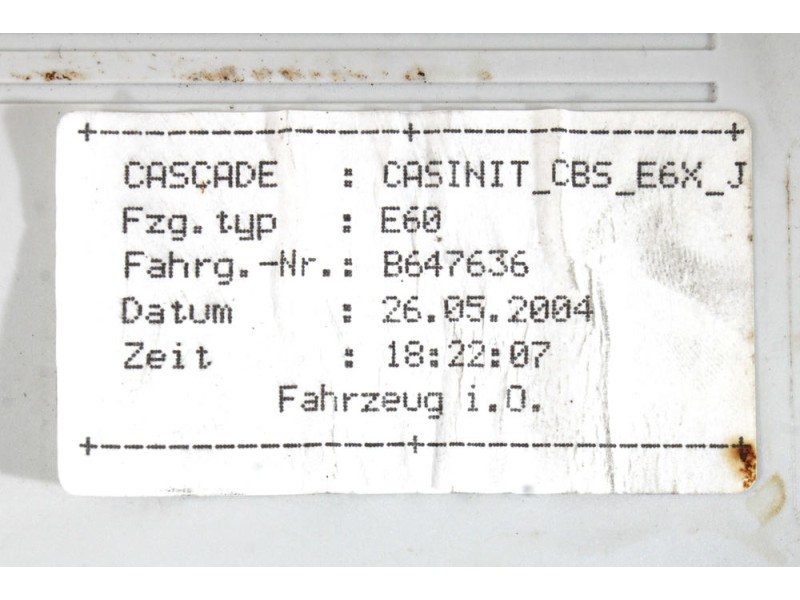 +--------------------+--------------------+
CASCADE : CASINIT_CBS_E6X_J
Fzg.typ : E60
Fahrg.-Nr.: B647636
Datum : 26.05.2004
Zeit : 18:22:07
Fahrzeug i.O.
+--------------------+--------------------+